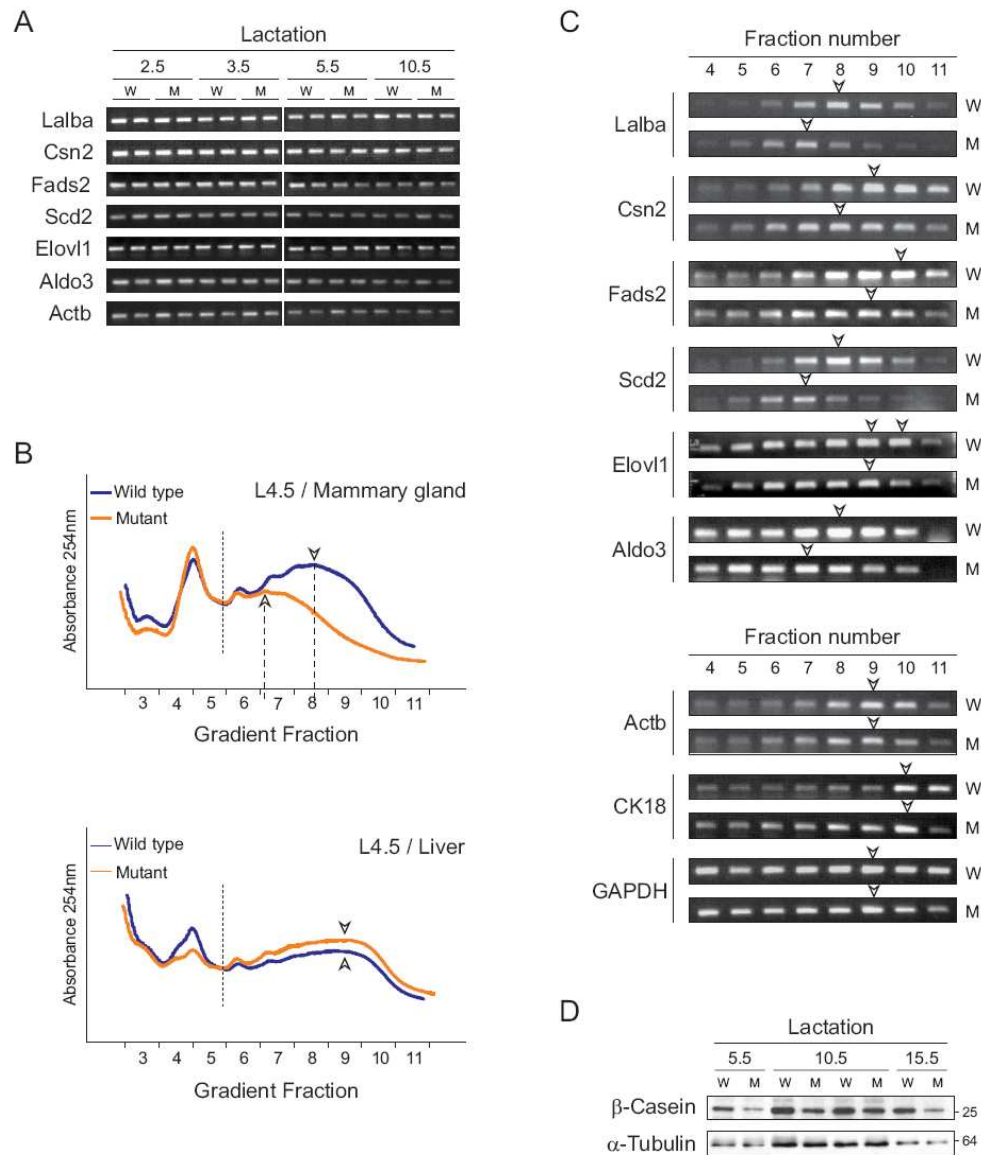 A
Lactation
2.5 3.5 5.5 10.5
W M W M W M W M
Lalba
Csn2
Fads2
Scd2
Elovl1
Aldo3
Actb
B
Wild type
Mutant
L4.5 / Mammary gland
Absorbance 254nm
3 4 5 6 7 8 9 10 11
Gradient Fraction
Wild type
Mutant
L4.5 / Liver
Absorbance 254nm
3 4 5 6 7 8 9 10 11
Gradient Fraction
C
Fraction number
4 5 6 7 8 9 10 11
Lalba W
M
Csn2 W
M
Fads2 W
M
Scd2 W
M
Elovl1 W
M
Aldo3 W
M
Fraction number
4 5 6 7 8 9 10 11
Actb W
M
CK18 W
M
GAPDH W
M
D
Lactation
5.5 10.5 15.5
W M W M W M W M
β-Casein -25
α-Tubulin -64